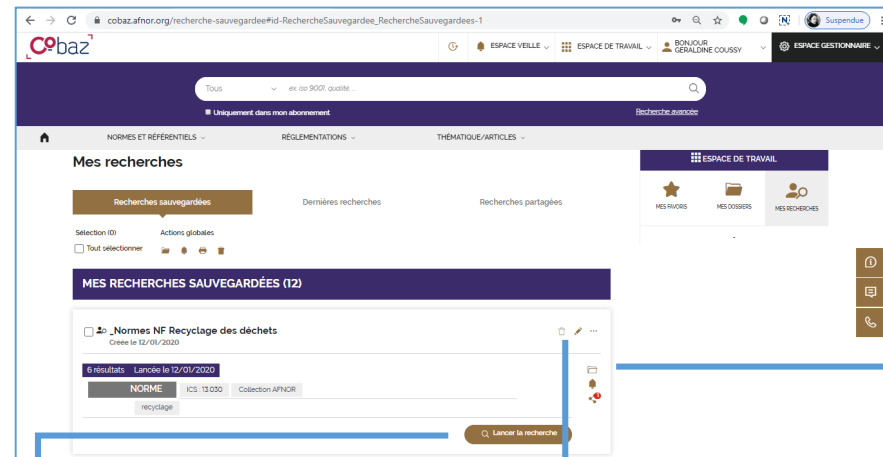 cobaz.afnor.org/recherche-sauvegardee#id-RechercheSauvegardee_RechercheSauvegardees-1
Suspendue
Cobaz
ESPACE VEILLE
ESPACE DE TRAVAIL
BONJOUR
GERALDINE COUSSY
ESPACE GESTIONNAIRE
Tous
ex. iso 9001, qualité, ...
Uniquement dans mon abonnement
Recherche avancée
NORMES ET RÉFÉRENTIELS
RÉGLEMENTATIONS
THÉMATIQUE/ARTICLES
Mes recherches
ESPACE DE TRAVAIL
Recherches sauvegardées
Dernières recherches
Recherches partagées
MES FAVORIS
MES DOSSIERS
MES RECHERCHES
Sélection (0)
Actions globales
Tout sélectionner
MES RECHERCHES SAUVEGARDÉES (12)
_Normes NF Recyclage des déchets
Créée le 12/01/2020
6 résultats Lancée le 12/01/2020
NORME
ICS : 13.030
Collection AFNOR
recyclage
Lancer la recherche